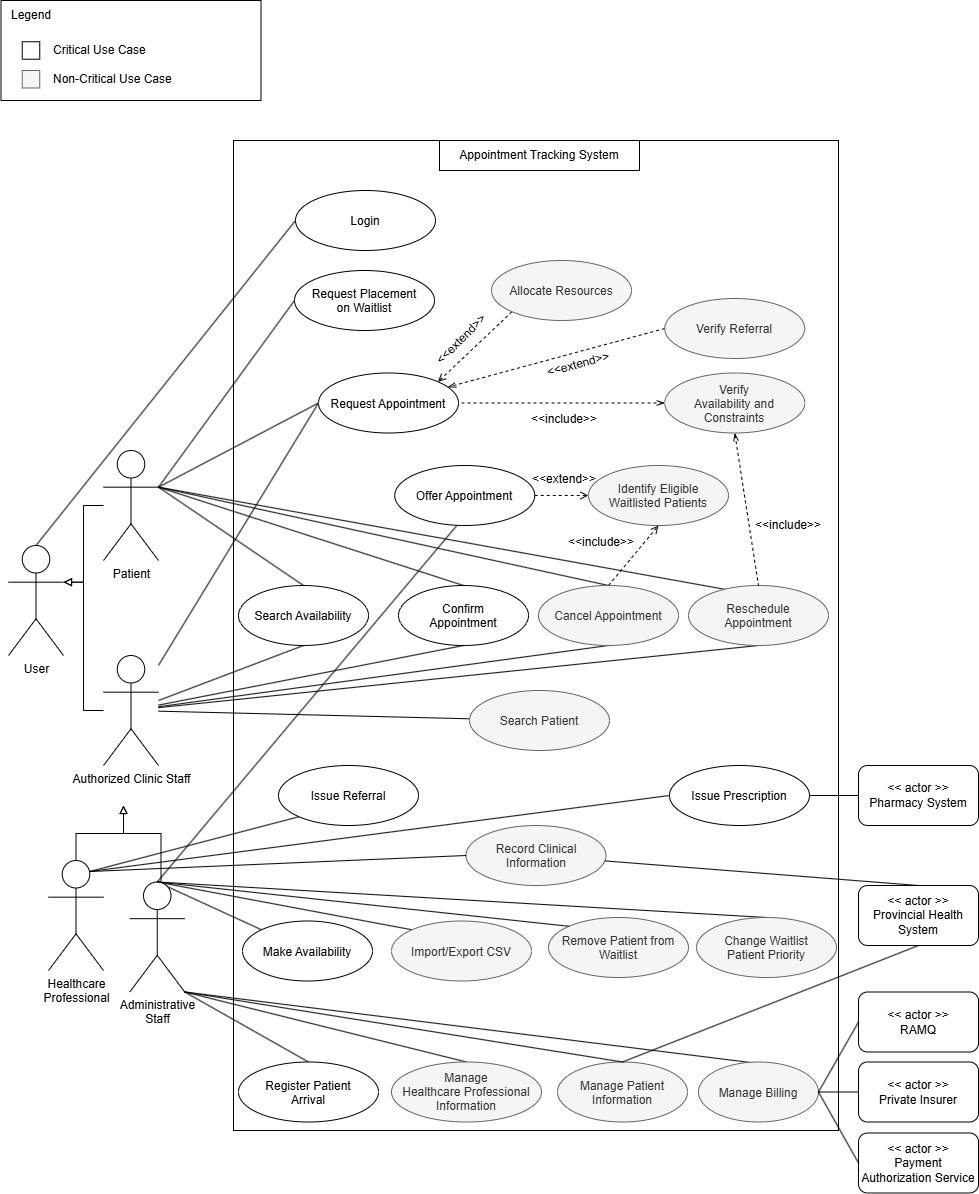 Legend
Critical Use Case
Non-Critical Use Case
Appointment Tracking System
Login
Request Placement
on Waitlist
Allocate Resources
Verify Referral
<<extend>>
<<extend>>
Request Appointment
<<include>>
Verify
Availability and
Constraints
Offer Appointment
<<extend>>
Identify Eligible
Waitlisted Patients
<<include>>
<<include>>
Patient
Search Availability
Confirm
Appointment
Cancel Appointment
Reschedule
Appointment
User
Search Patient
Authorized Clinic Staff
Issue Referral
Issue Prescription
<< actor >>
Pharmacy System
Record Clinical
Information
<< actor >>
Provincial Health
System
Make Availability
Import/Export CSV
Remove Patient from
Waitlist
Change Waitlist
Patient Priority
Healthcare
Professional
Administrative
Staff
<< actor >>
RAMQ
Register Patient
Arrival
Manage
Healthcare Professional
Information
Manage Patient
Information
Manage Billing
<< actor >>
Private Insurer
<< actor >>
Payment
Authorization Service